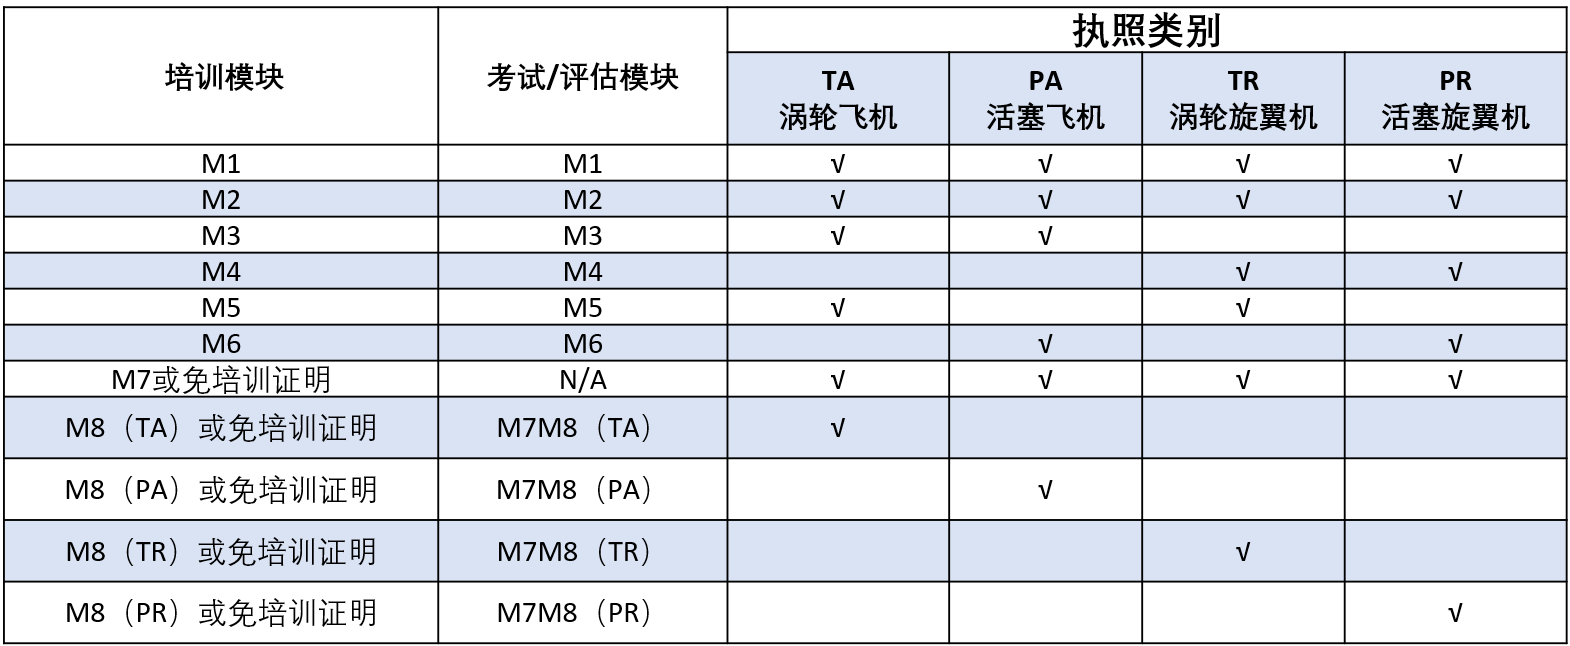 培训模块 考试/评估模块 执照类别
TA PA TR PR
涡轮飞机 活塞飞机 涡轮旋翼机 活塞旋翼机
M1 M1 √ √ √ √
M2 M2 √ √ √ √
M3 M3 √ √
M4 M4 √ √
M5 M5 √ √
M6 M6 √ √
M7或免培训证明 N/A √ √ √ √
M8（TA）或免培训证明 M7M8（TA） √
M8（PA）或免培训证明 M7M8（PA） √
M8（TR）或免培训证明 M7M8（TR） √
M8（PR）或免培训证明 M7M8（PR） √